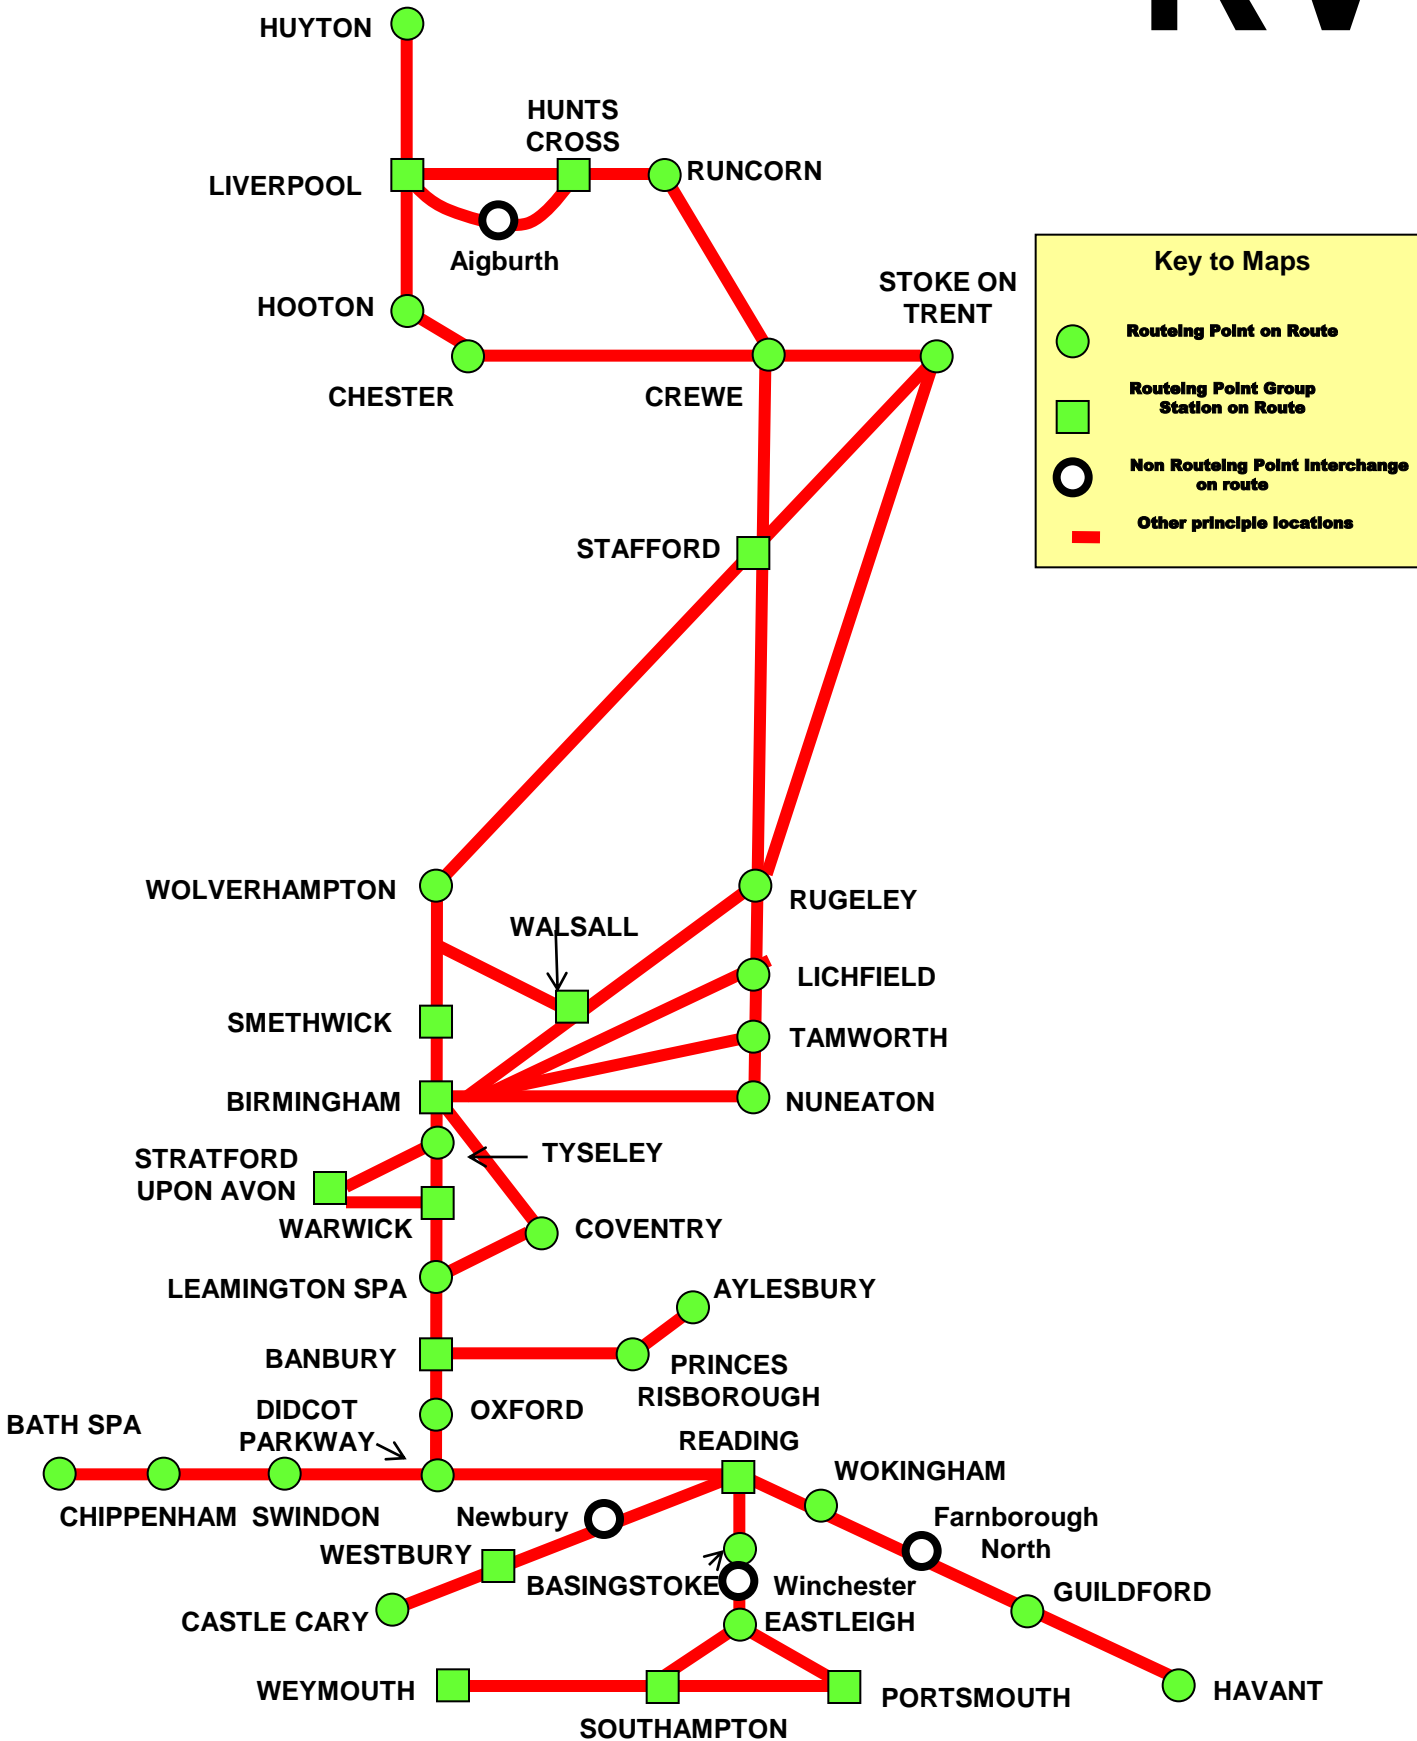 HUYTON
HUNTS
CROSS
RUNCORN
LIVERPOOL
Aigburth
Key to Maps
Routeing Point on Route
Routeing Point Group
Station on Route
Non Routeing Point Interchange
on route
Other principle locations
STOKE ON
TRENT
HOOTON
CHESTER
CREWE
STAFFORD
WOLVERHAMPTON
RUGELEY
WALSALL
LICHFIELD
SMETHWICK
TAMWORTH
BIRMINGHAM
NUNEATON
TYSELEY
STRATFORD
UPON AVON
WARWICK
COVENTRY
LEAMINGTON SPA
AYLESBURY
BANBURY
PRINCES
RISBOROUGH
DIDCOT
PARKWAY
OXFORD
BATH SPA
READING
WOKINGHAM
CHIPPENHAM
SWINDON
Newbury
Farnborough
North
WESTBURY
BASINGSTOKE
Winchester
GUILDFORD
CASTLE CARY
EASTLEIGH
WEYMOUTH
PORTSMOUTH
HAVANT
SOUTHAMPTON